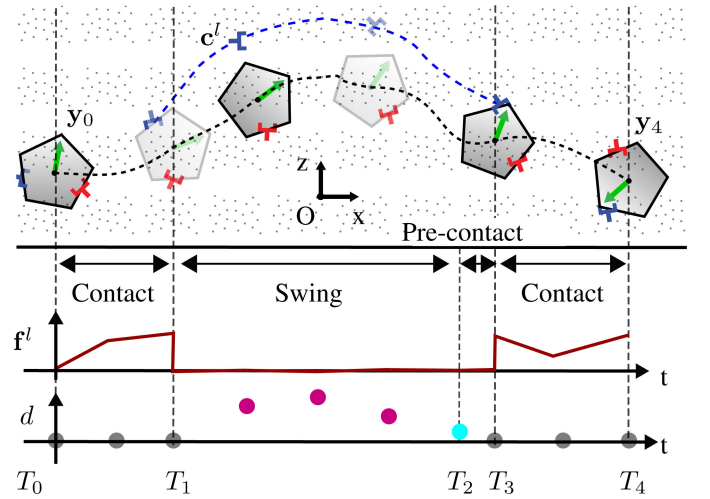 c^l
y_0
y_4
z
O
x
Pre-contact
Contact
Swing
Contact
f^l
t
d
t
T_0
T_1
T_2
T_3
T_4